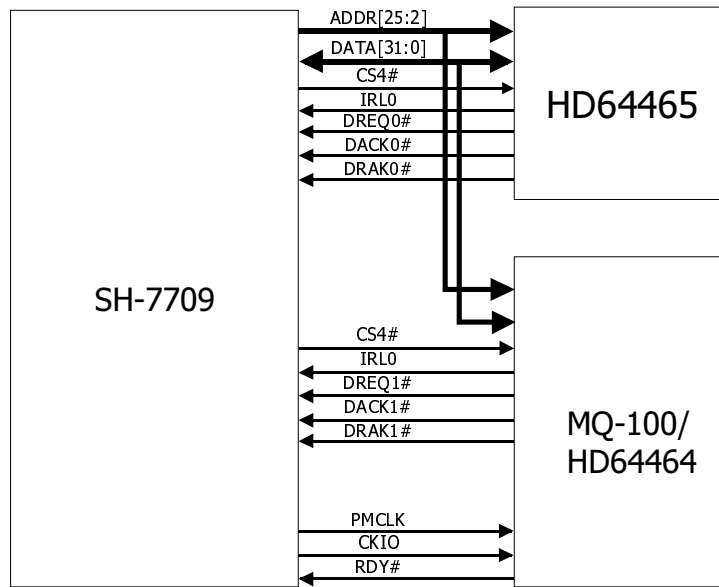 ADDR[25:2]
DATA[31:0]
CS4#
IRL0
DREQ0#
DACK0#
DRAK0#
HD64465
SH-7709
CS4#
IRL0
DREQ1#
DACK1#
DRAK1#
MQ-100/
HD64464
PMCLK
CKIO
RDY#